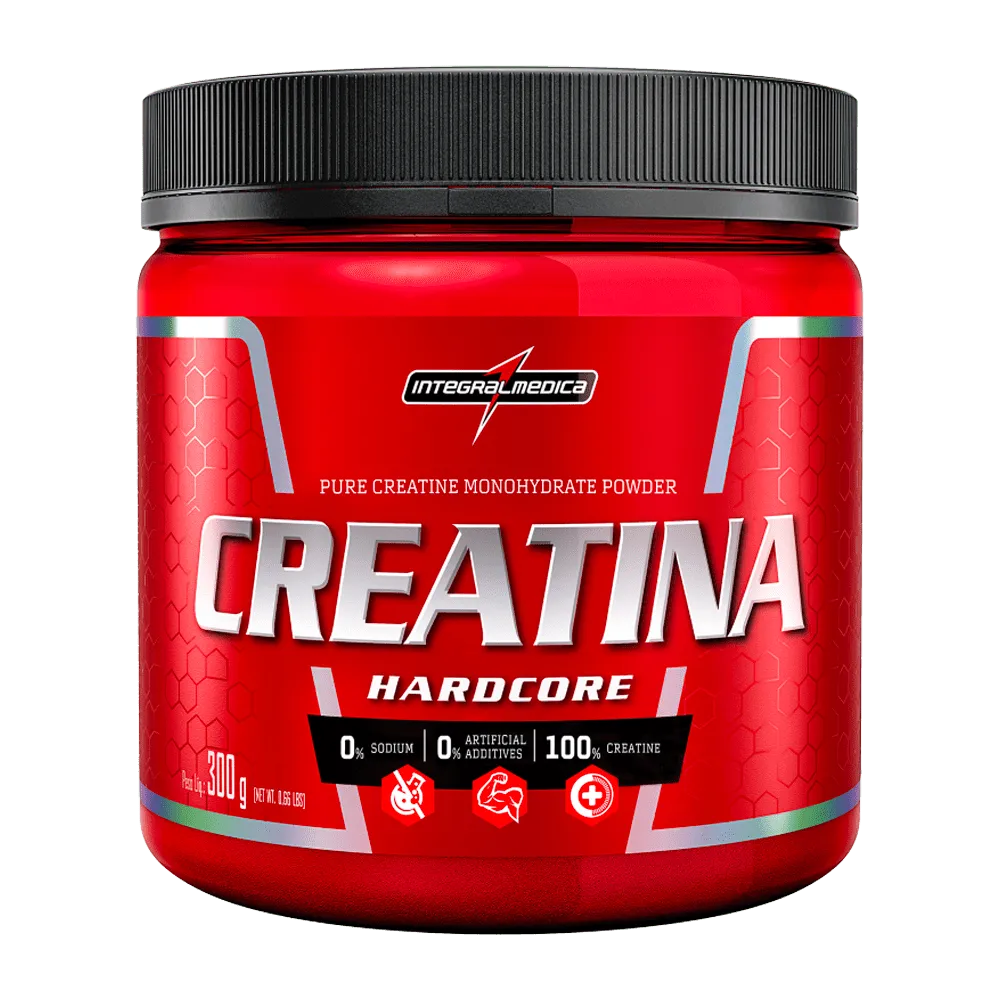 INTEGRALMEDICA
PURE CREATINE MONOHYDRATE POWDER
CREATINA
HARDCORE
0% SODIUM | 0% ARTIFICIAL ADDITIVES | 100% CREATINE
Peso Líq.: 300 g (NET WT. 0.66 LBS)